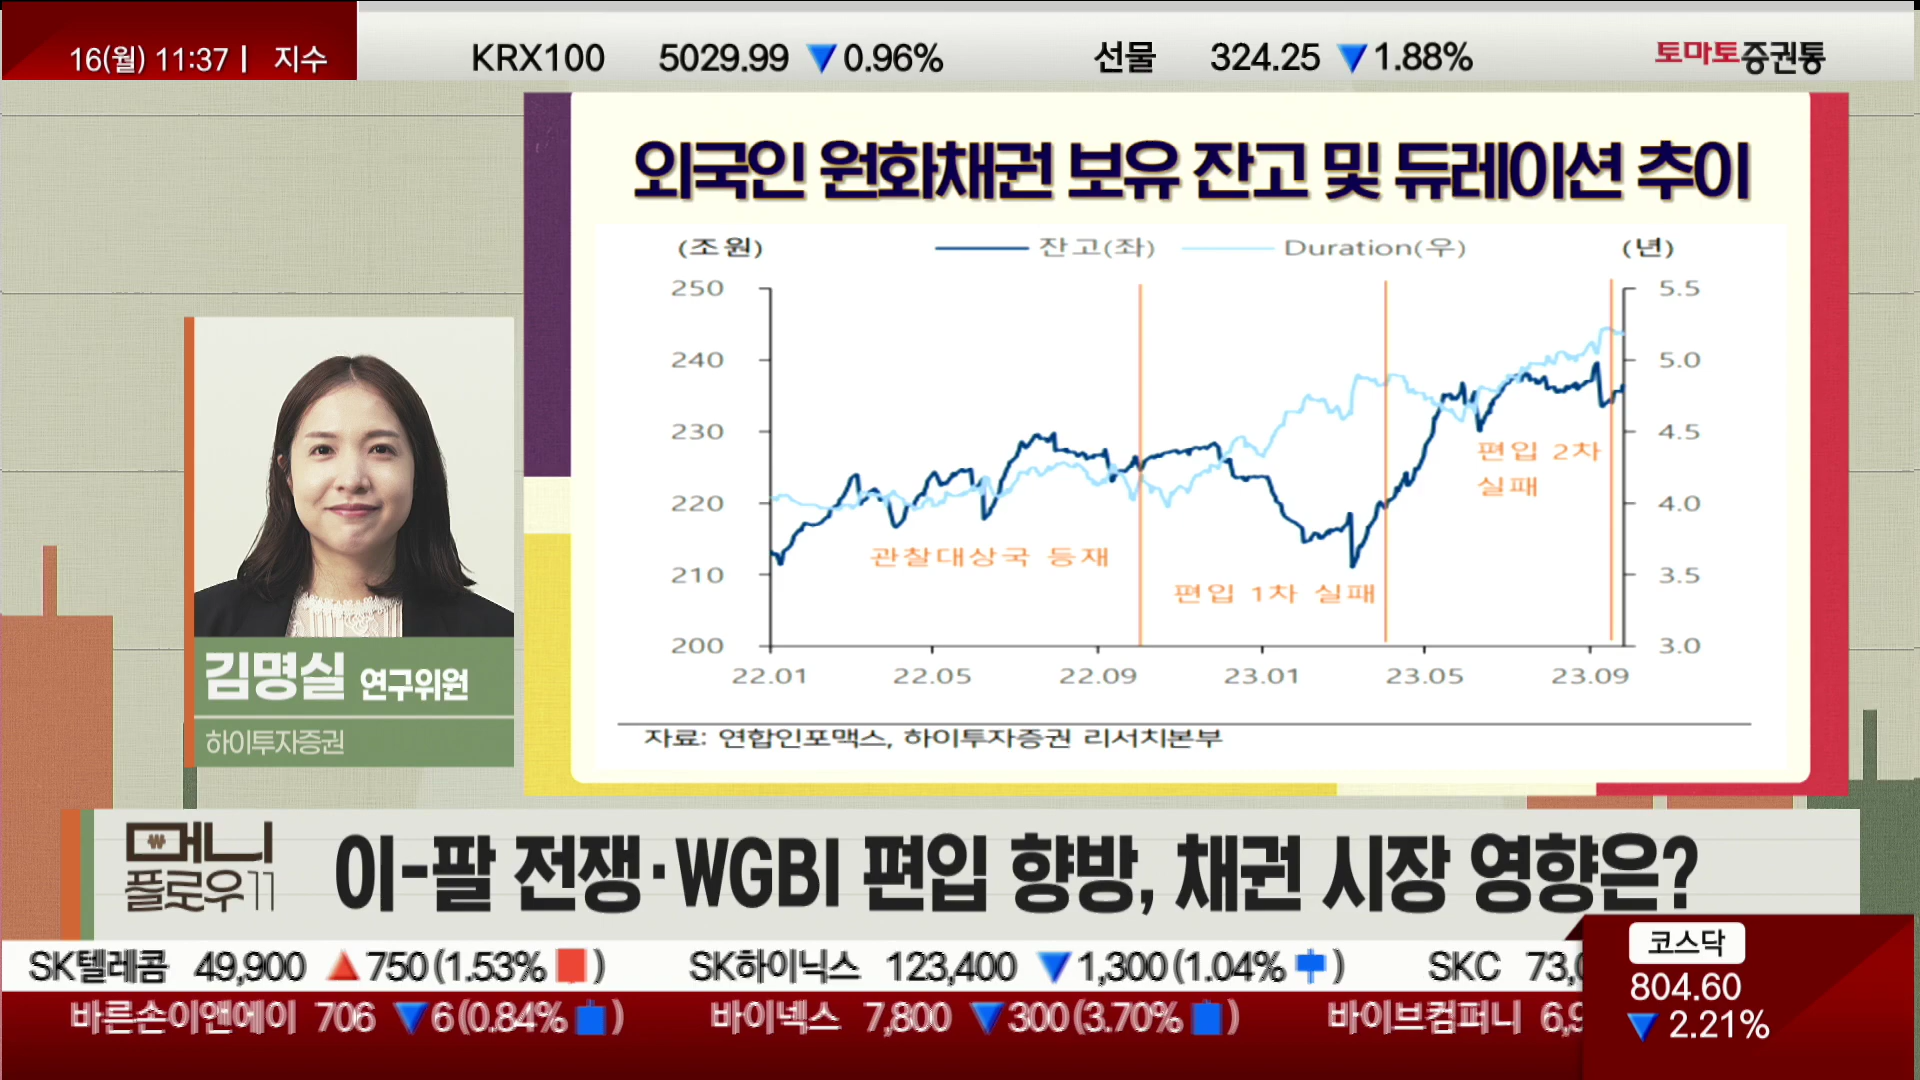 16(월) 11:37 | 지수 KRX100 5029.99 ▼0.96% 선물 324.25 ▼1.88% 토마토증권통
외국인 원화채권 보유 잔고 및 듀레이션 추이
(조원) 잔고(좌) Duration(우) (년)
250 5.5
240 5.0
230 4.5
편입 2차
실패
220 4.0
관찰대상국 등재
210 3.5
편입 1차 실패
200 3.0
22.01 22.05 22.09 23.01 23.05 23.09
자료: 연합인포맥스, 하이투자증권 리서치본부
김명실 연구위원
하이투자증권
머니
플로우11
이-팔 전쟁·WGBI 편입 향방, 채권 시장 영향은?
SK텔레콤 49,900 ▲750(1.53%) SK하이닉스 123,400 ▼1,300(1.04%) SKC 73,0
바른손이앤에이 706 ▼6(0.84%) 바이넥스 7,800 ▼300(3.70%) 바이브컴퍼니 6,9
코스닥
804.60
▼2.21%